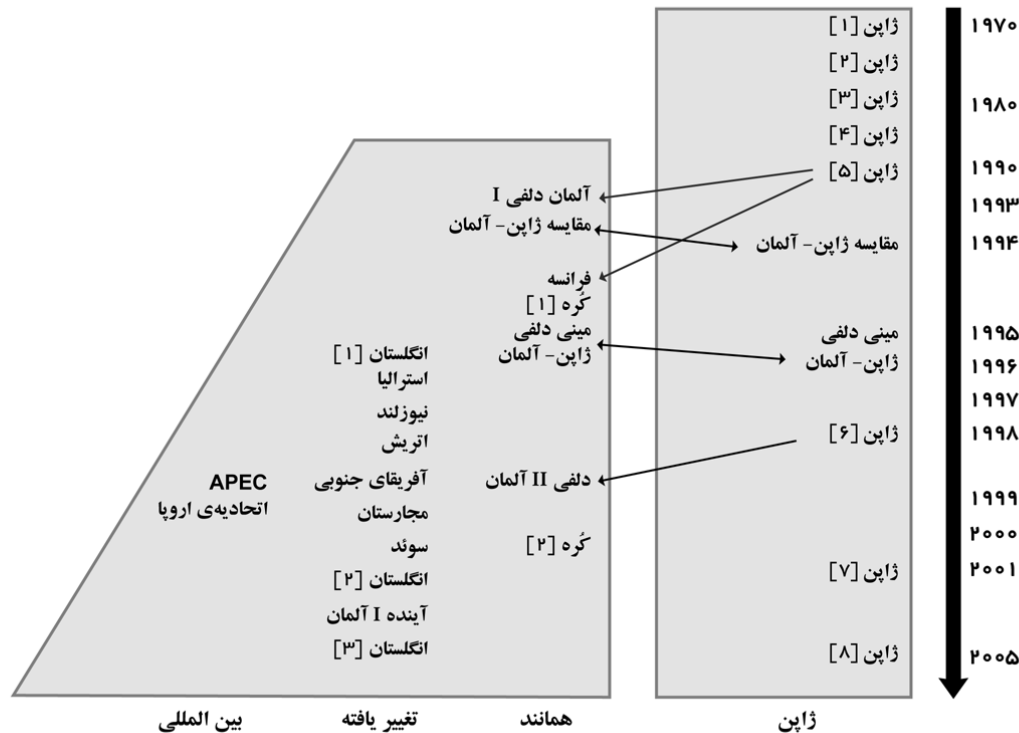 ۱۹۷۰
ژاپن [۱]
ژاپن [۲]
۱۹۸۰
ژاپن [۳]
ژاپن [۴]
۱۹۹۰
ژاپن [۵]
آلمان دلفی I
۱۹۹۳
مقایسه ژاپن- آلمان
۱۹۹۴
مقایسه ژاپن- آلمان
فرانسه
کُره [۱]
۱۹۹۵
مینی دلفی
ژاپن- آلمان
مینی دلفی
ژاپن- آلمان
انگلستان [۱]
۱۹۹۶
استرالیا
۱۹۹۷
نیوزلند
۱۹۹۸
ژاپن [۶]
اتریش
دلفی II آلمان
آفریقای جنوبی
APEC
اتحادیه‌ی اروپا
۱۹۹۹
مجارستان
۲۰۰۰
کُره [۲]
سوئد
۲۰۰۱
ژاپن [۷]
انگلستان [۲]
آینده I آلمان
۲۰۰۵
ژاپن [۸]
انگلستان [۳]
ژاپن
همانند
تغییر یافته
بین المللی